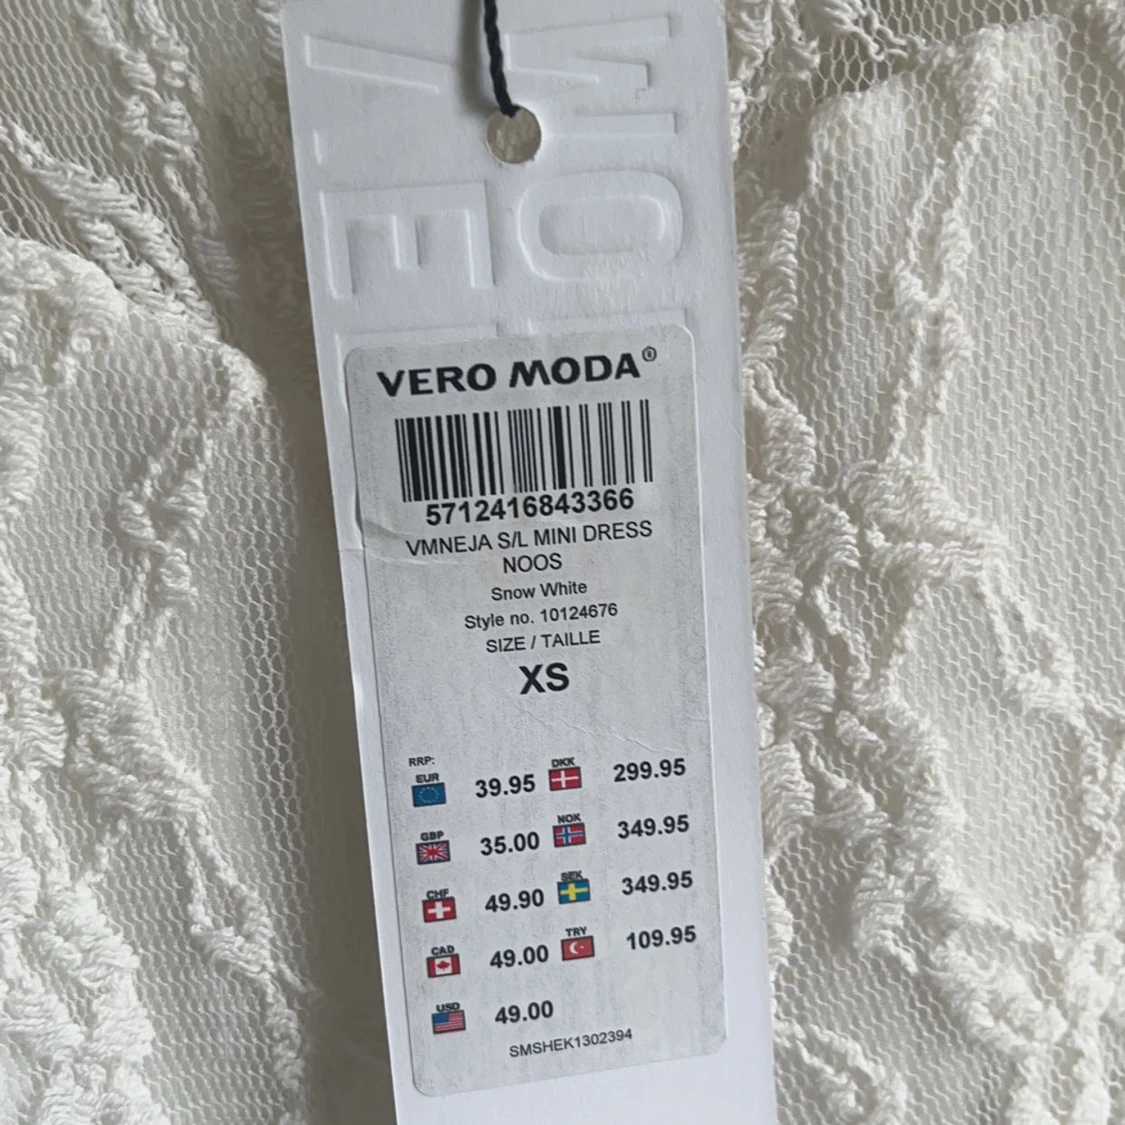 VERO MODA®
5712416843366
VMNEJA S/L MINI DRESS
NOOS
Snow White
Style no. 10124676
SIZE / TAILLE
XS
RRP:
EUR 39.95 DKK 299.95
GBP 35.00 NOK 349.95
CHF 49.90 SEK 349.95
CAD 49.00 TRY 109.95
USD 49.00
SMSHEK1302394